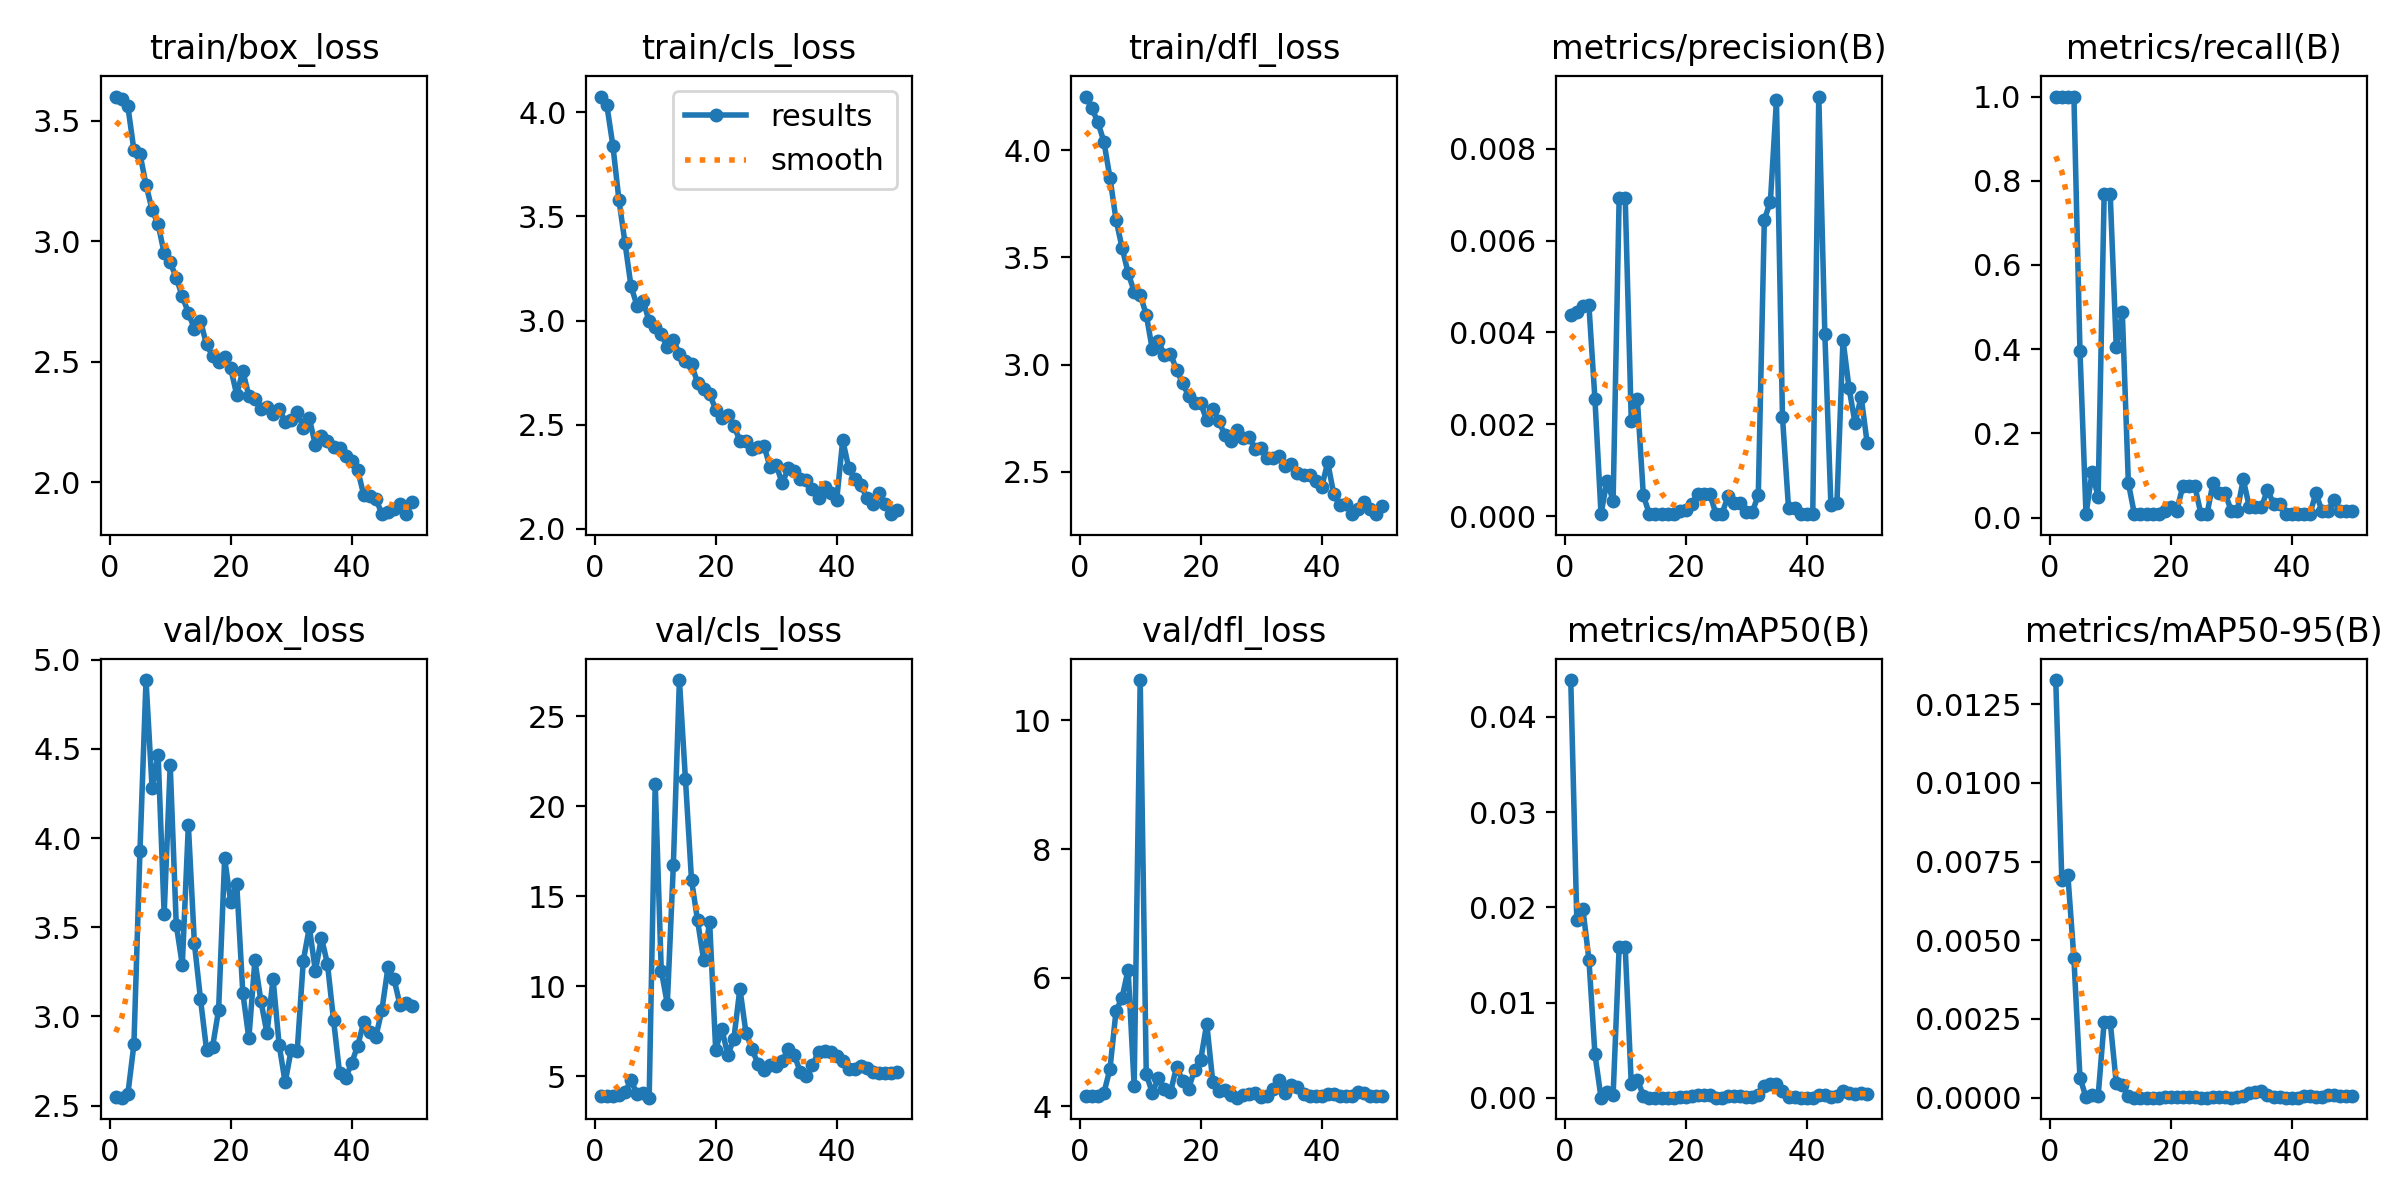 train/box_loss
3.5
3.0
2.5
2.0
0 20 40
train/cls_loss
results
smooth
4.0
3.5
3.0
2.5
2.0
0 20 40
train/dfl_loss
4.0
3.5
3.0
2.5
0 20 40
metrics/precision(B)
0.008
0.006
0.004
0.002
0.000
0 20 40
metrics/recall(B)
1.0
0.8
0.6
0.4
0.2
0.0
0 20 40
val/box_loss
5.0
4.5
4.0
3.5
3.0
2.5
0 20 40
val/cls_loss
25
20
15
10
5
0 20 40
val/dfl_loss
10
8
6
4
0 20 40
metrics/mAP50(B)
0.04
0.03
0.02
0.01
0.00
0 20 40
metrics/mAP50-95(B)
0.0125
0.0100
0.0075
0.0050
0.0025
0.0000
0 20 40